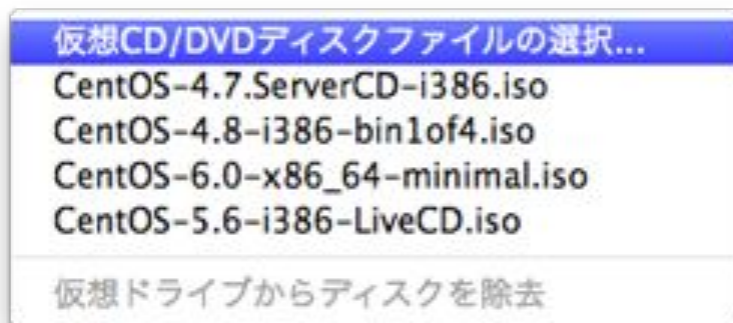 仮想CD/DVDディスクファイルの選択...
CentOS-4.7.ServerCD-i386.iso
CentOS-4.8-i386-bin1of4.iso
CentOS-6.0-x86_64-minimal.iso
CentOS-5.6-i386-LiveCD.iso
仮想ドライブからディスクを除去